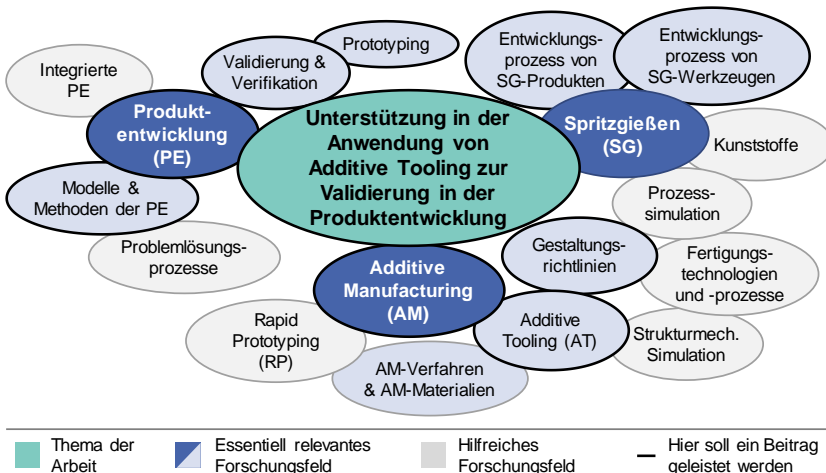 Prototyping
Entwicklungs-
prozess von
SG-Produkten
Entwicklungs-
prozess von
SG-Werkzeugen
Integrierte
PE
Validierung &
Verifikation
Produkt-
entwicklung
(PE)
Unterstützung in der
Anwendung von
Additive Tooling zur
Validierung in der
Produktentwicklung
Spritzgießen
(SG)
Kunststoffe
Modelle &
Methoden der PE
Prozess-
simulation
Problemlösungs-
prozesse
Gestaltungs-
richtlinien
Fertigungs-
technologien
und -prozesse
Additive
Manufacturing
(AM)
Rapid
Prototyping
(RP)
Additive
Tooling (AT)
Strukturmech.
Simulation
AM-Verfahren
& AM-Materialien
Thema der
Arbeit
Essentiell relevantes
Forschungsfeld
Hilfreiches
Forschungsfeld
Hier soll ein Beitrag
geleistet werden